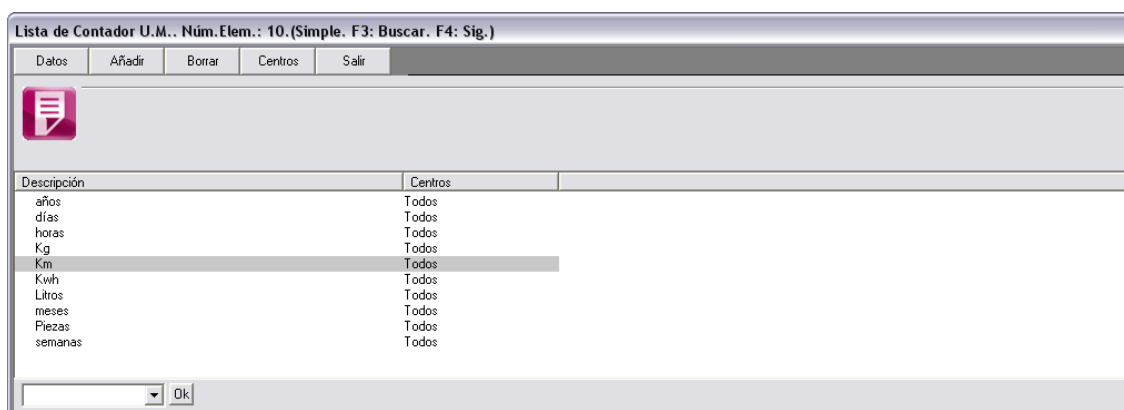 Lista de Contador U.M.. Núm.Elem.: 10.(Simple. F3: Buscar. F4: Sig.)
Datos Añadir Borrar Centros Salir
Descripción Centros
años Todos
días Todos
horas Todos
Kg Todos
Km Todos
Kwh Todos
Litros Todos
meses Todos
Piezas Todos
semanas Todos
Ok